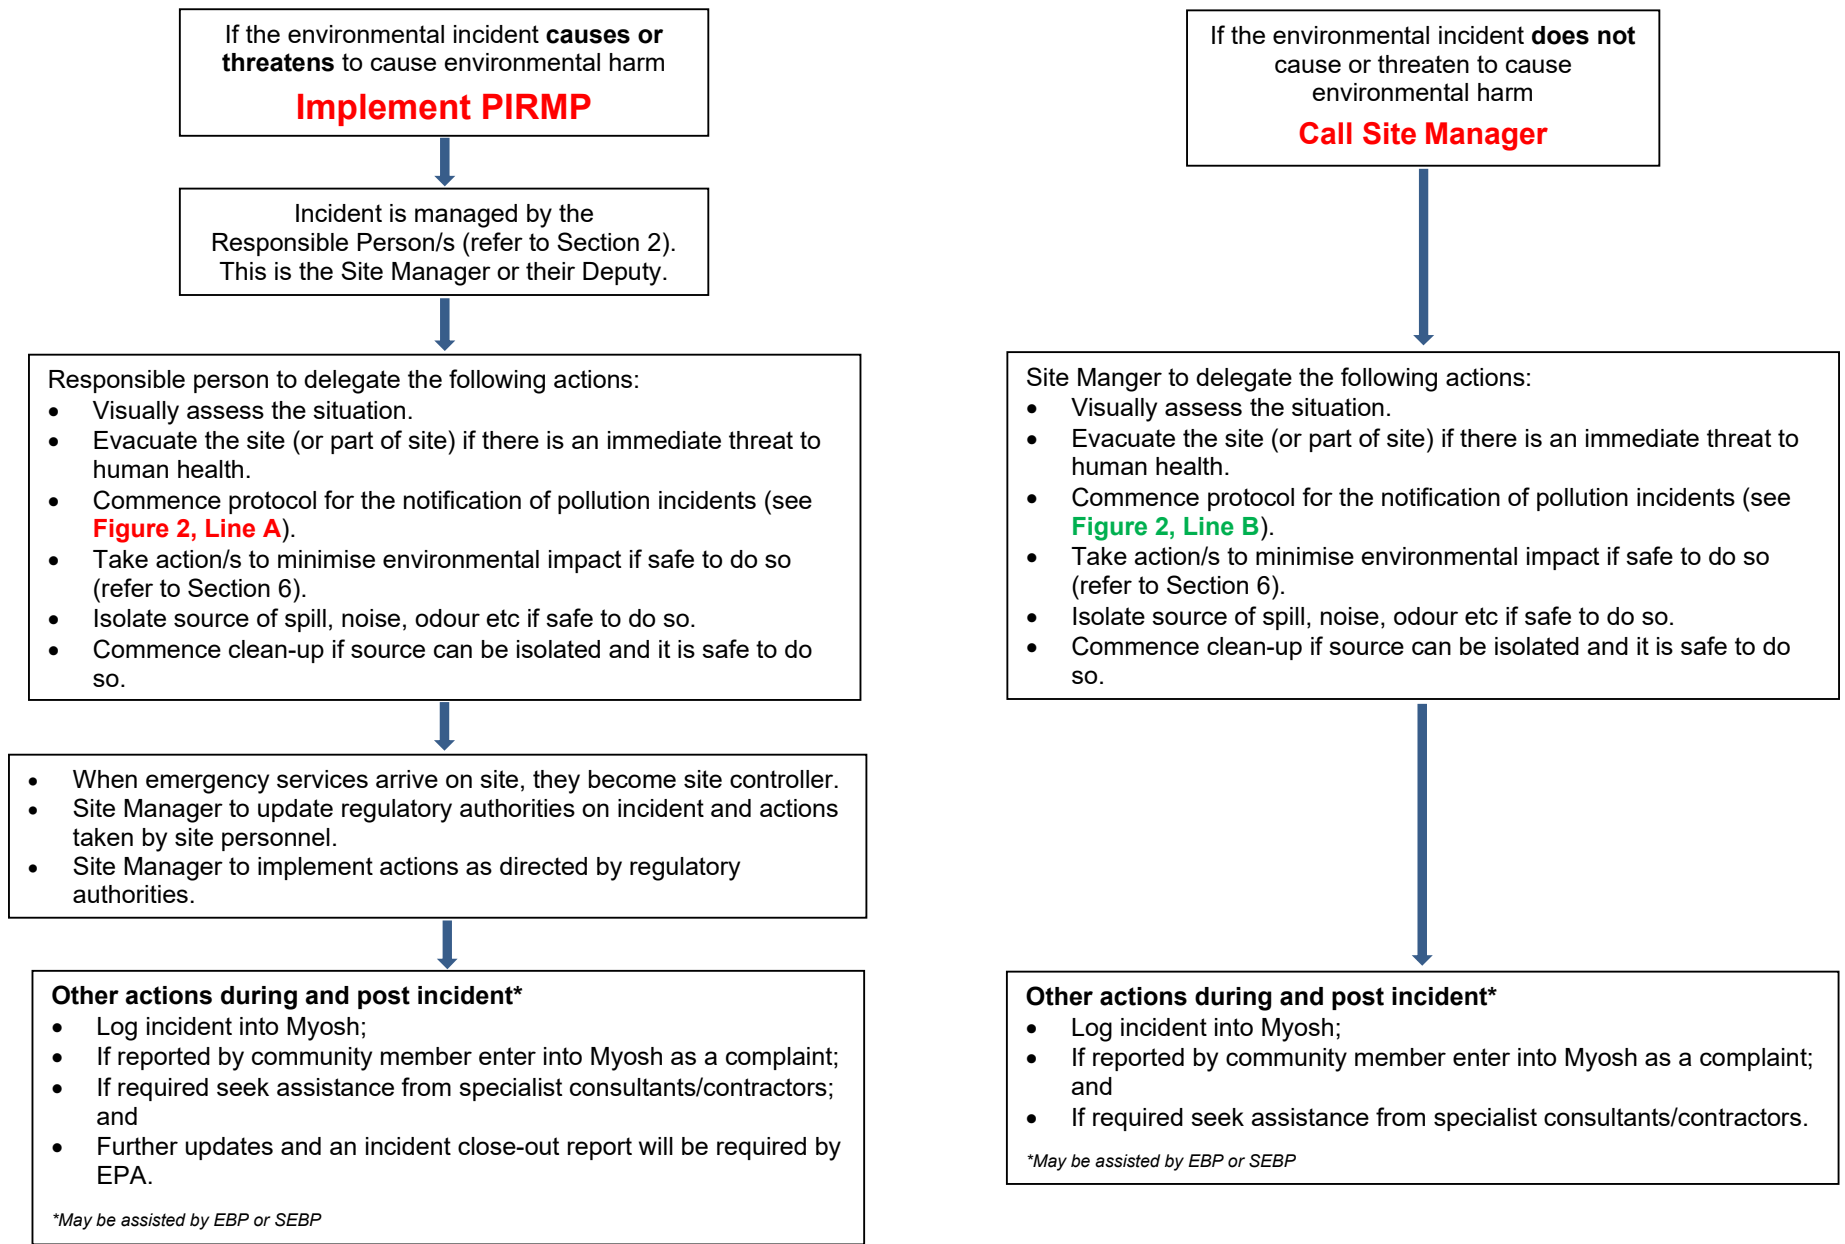 If the environmental incident causes or
threatens to cause environmental harm
Implement PIRMP
Incident is managed by the
Responsible Person/s (refer to Section 2).
This is the Site Manager or their Deputy.
Responsible person to delegate the following actions:
• Visually assess the situation.
• Evacuate the site (or part of site) if there is an immediate threat to
human health.
• Commence protocol for the notification of pollution incidents (see
Figure 2, Line A).
• Take action/s to minimise environmental impact if safe to do so
(refer to Section 6).
• Isolate source of spill, noise, odour etc if safe to do so.
• Commence clean-up if source can be isolated and it is safe to do
so.
• When emergency services arrive on site, they become site controller.
• Site Manager to update regulatory authorities on incident and actions
taken by site personnel.
• Site Manager to implement actions as directed by regulatory
authorities.
Other actions during and post incident*
• Log incident into Myosh;
• If reported by community member enter into Myosh as a complaint;
• If required seek assistance from specialist consultants/contractors;
and
• Further updates and an incident close-out report will be required by
EPA.
*May be assisted by EBP or SEBP
If the environmental incident does not
cause or threaten to cause
environmental harm
Call Site Manager
Site Manger to delegate the following actions:
• Visually assess the situation.
• Evacuate the site (or part of site) if there is an immediate threat to
human health.
• Commence protocol for the notification of pollution incidents (see
Figure 2, Line B).
• Take action/s to minimise environmental impact if safe to do so
(refer to Section 6).
• Isolate source of spill, noise, odour etc if safe to do so.
• Commence clean-up if source can be isolated and it is safe to do
so.
Other actions during and post incident*
• Log incident into Myosh;
• If reported by community member enter into Myosh as a complaint;
and
• If required seek assistance from specialist consultants/contractors.
*May be assisted by EBP or SEBP